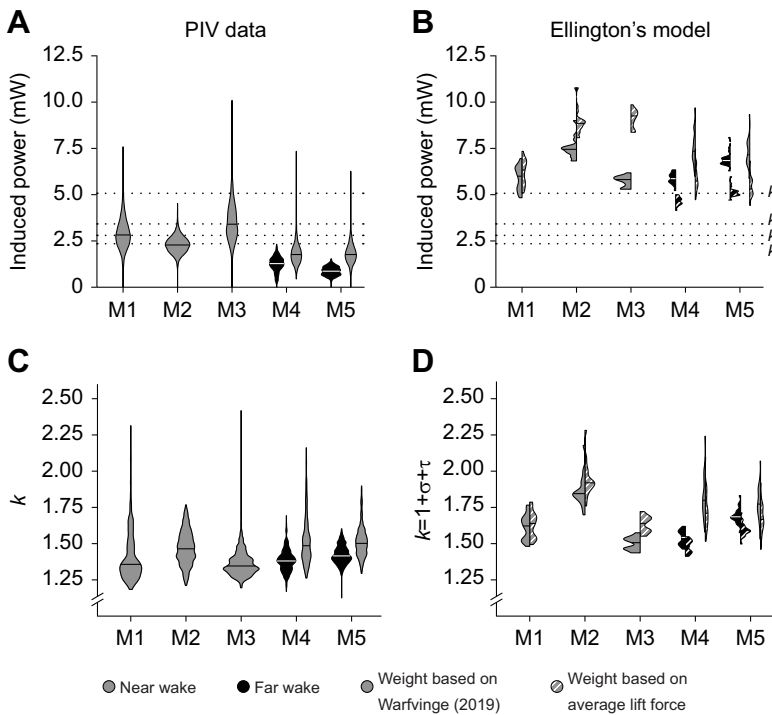 A
PIV data
Induced power (mW)
12.5
10.0
7.5
5.0
2.5
0
M1 M2 M3 M4 M5
B
Ellington's model
Induced power (mW)
12.5
10.0
7.5
5.0
2.5
0
M1 M2 M3 M4 M5
C
k
2.50
2.25
2.00
1.75
1.50
1.25
M1 M2 M3 M4 M5
D
k=1+σ+τ
2.50
2.25
2.00
1.75
1.50
1.25
M1 M2 M3 M4 M5
Near wake
Far wake
Weight based on
Warfvinge (2019)
Weight based on
average lift force